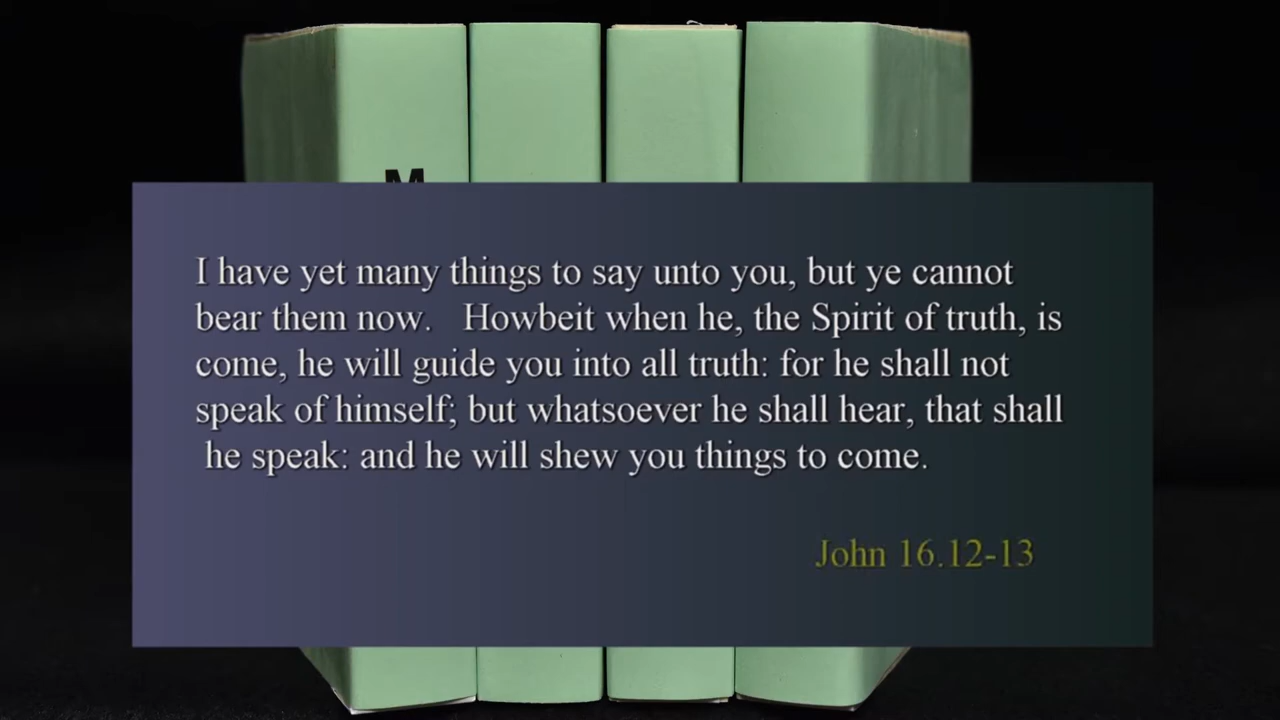 M
I have yet many things to say unto you, but ye cannot
bear them now. Howbeit when he, the Spirit of truth, is
come, he will guide you into all truth: for he shall not
speak of himself; but whatsoever he shall hear, that shall
he speak: and he will shew you things to come.
John 16.12-13